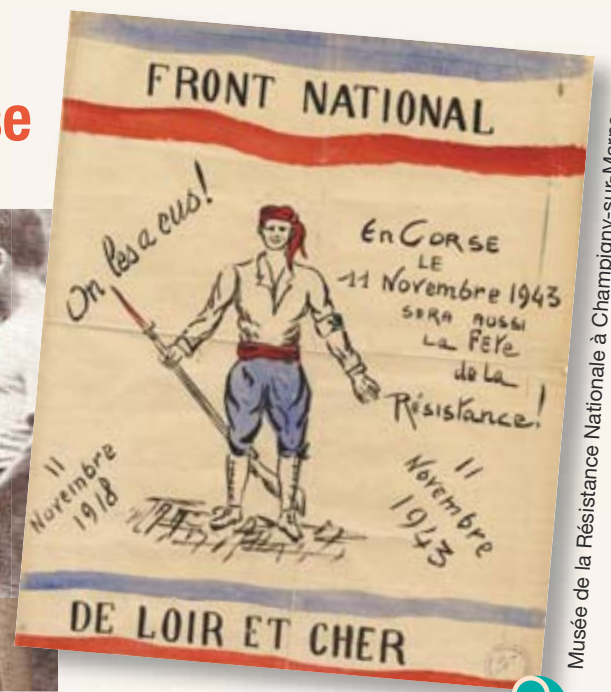 se
FRONT NATIONAL
On les a eus!
En CORSE
LE
11 Novembre 1943
SERA AUSSI
La FÊTE
de La
Résistance!
11
Novembre
1918
11
Novembre
1943
DE LOIR ET CHER
Musée de la Résistance Nationale à Champigny-sur-Marne